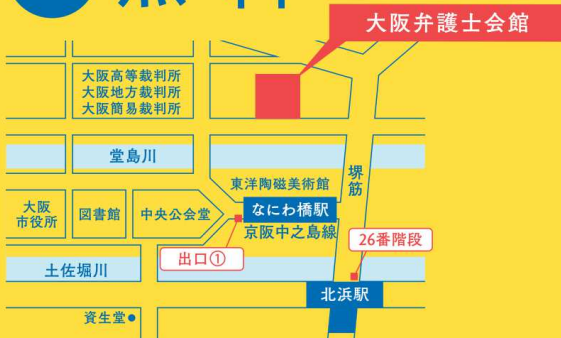 大阪弁護士会館
大阪高等裁判所
大阪地方裁判所
大阪簡易裁判所
堂島川
東洋陶磁美術館
堺筋
大阪
市役所
図書館
中央公会堂
なにわ橋駅
京阪中之島線
出口①
26番階段
土佐堀川
北浜駅
資生堂